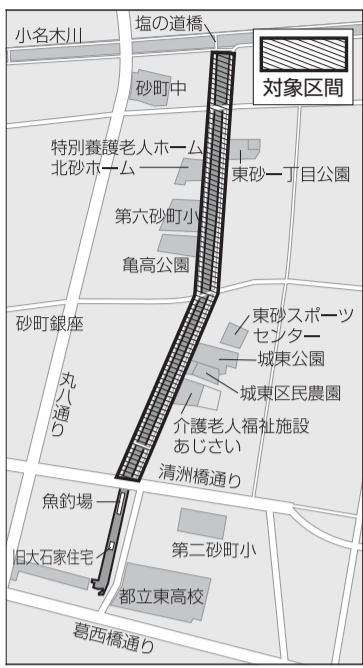 塩の道橋
小名木川
対象区間
砂町中
特別養護老人ホーム
北砂ホーム
東砂一丁目公園
第六砂町小
亀高公園
砂町銀座
東砂スポーツ
センター
城東公園
丸八通り
城東区民農園
介護老人福祉施設
あじさい
清洲橋通り
魚釣場
第二砂町小
旧大石家住宅
都立東高校
葛西橋通り